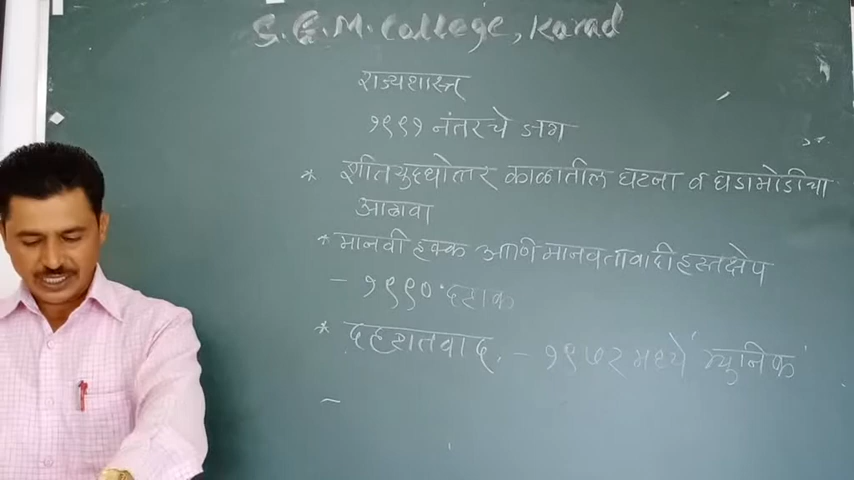 S.G.M. College, Karad
राज्यशास्त्र
१९९१ नंतरचे जग
* शीतयुद्धोत्तर काळातील घटना व घडामोडींचा
आढावा
* मानवी हक्क आणि मानवतावादी हस्तक्षेप
- १९९० दशक
* दहशतवाद. - १९७२ मध्ये 'म्युनिक'
-